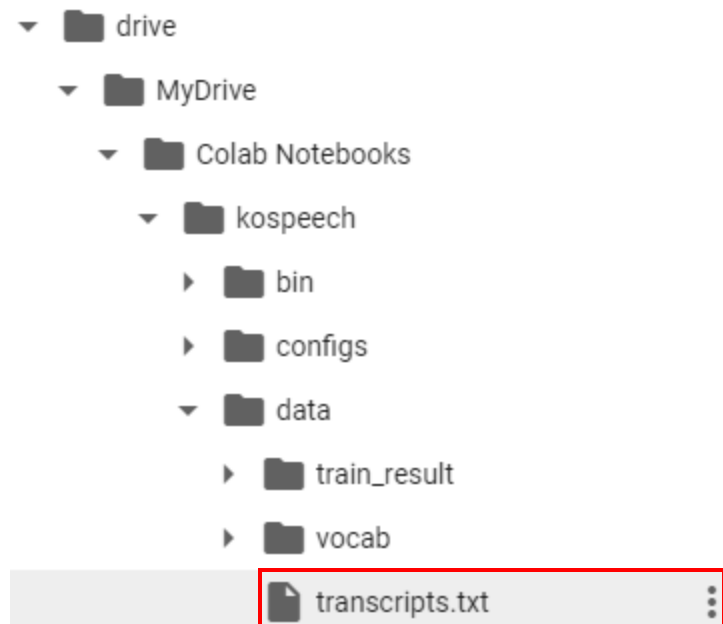 drive
MyDrive
Colab Notebooks
kospeech
bin
configs
data
train_result
vocab
transcripts.txt